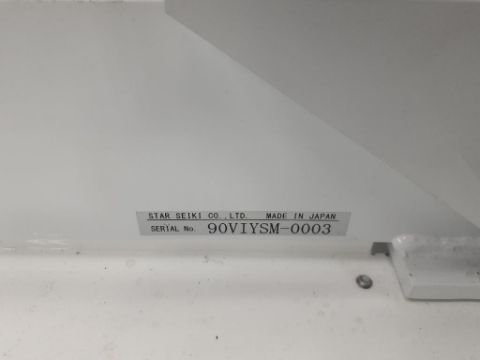 STAR SEIKI CO.,LTD. MADE IN JAPAN
SERIAL No. 90VIYSM-0003